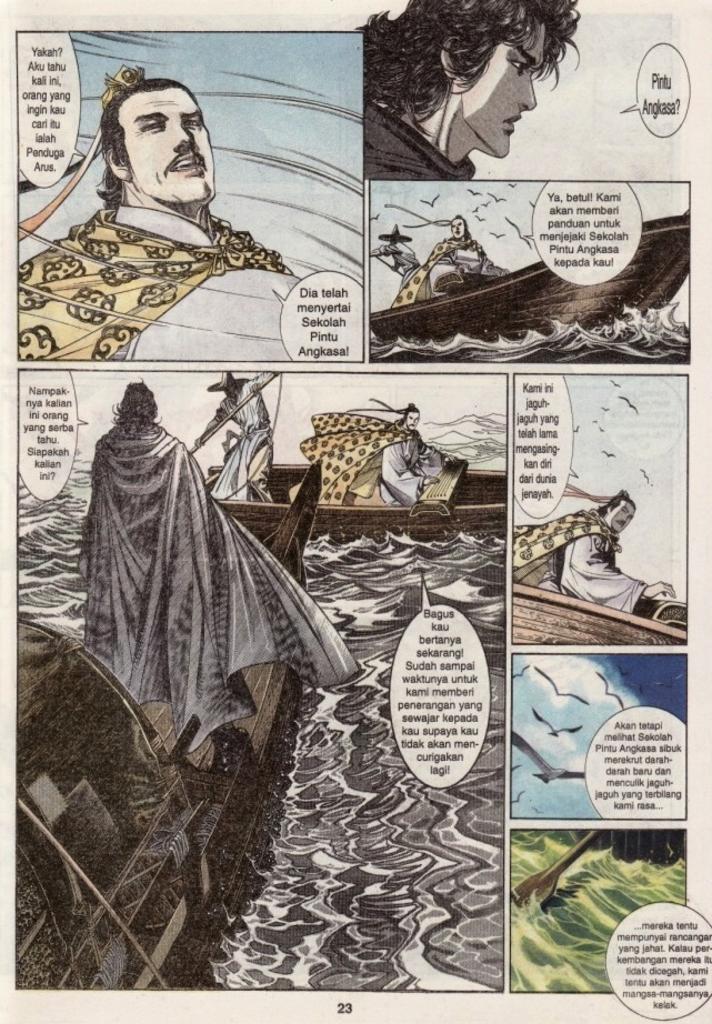 Yakah?
Aku tahu
kali ini,
orang yang
ingin kau
cari itu
ialah
Penduga
Arus.
Dia telah
menyertai
Sekolah
Pintu
Angkasa!
Pintu
Angkasa?
Ya, betul! Kami
akan memberi
panduan untuk
menjejaki Sekolah
Pintu Angkasa
kepada kau!
Nampak-
nya kalian
ini orang
yang serba
tahu.
Siapakah
kalian
ini?
Bagus
kau
bertanya
sekarang!
Sudah sampai
waktunya untuk
kami memberi
penerangan yang
sewajar kepada
kau supaya kau
tidak akan men-
curigakan
lagi!
Kami ini
jaguh-
jaguh yang
telah lama
mengasing-
kan diri
dari dunia
jenayah.
Akan tetapi
melihat Sekolah
Pintu Angkasa sibuk
merekrut darah-
darah baru dan
menculik jaguh-
jaguh yang terbilang
kami rasa...
...mereka tentu
mempunyai rancangan
yang jahat. Kalau per-
kembangan mereka itu
tidak dicegah, kami
tentu akan menjadi
mangsa-mangsanya
kelak.
23